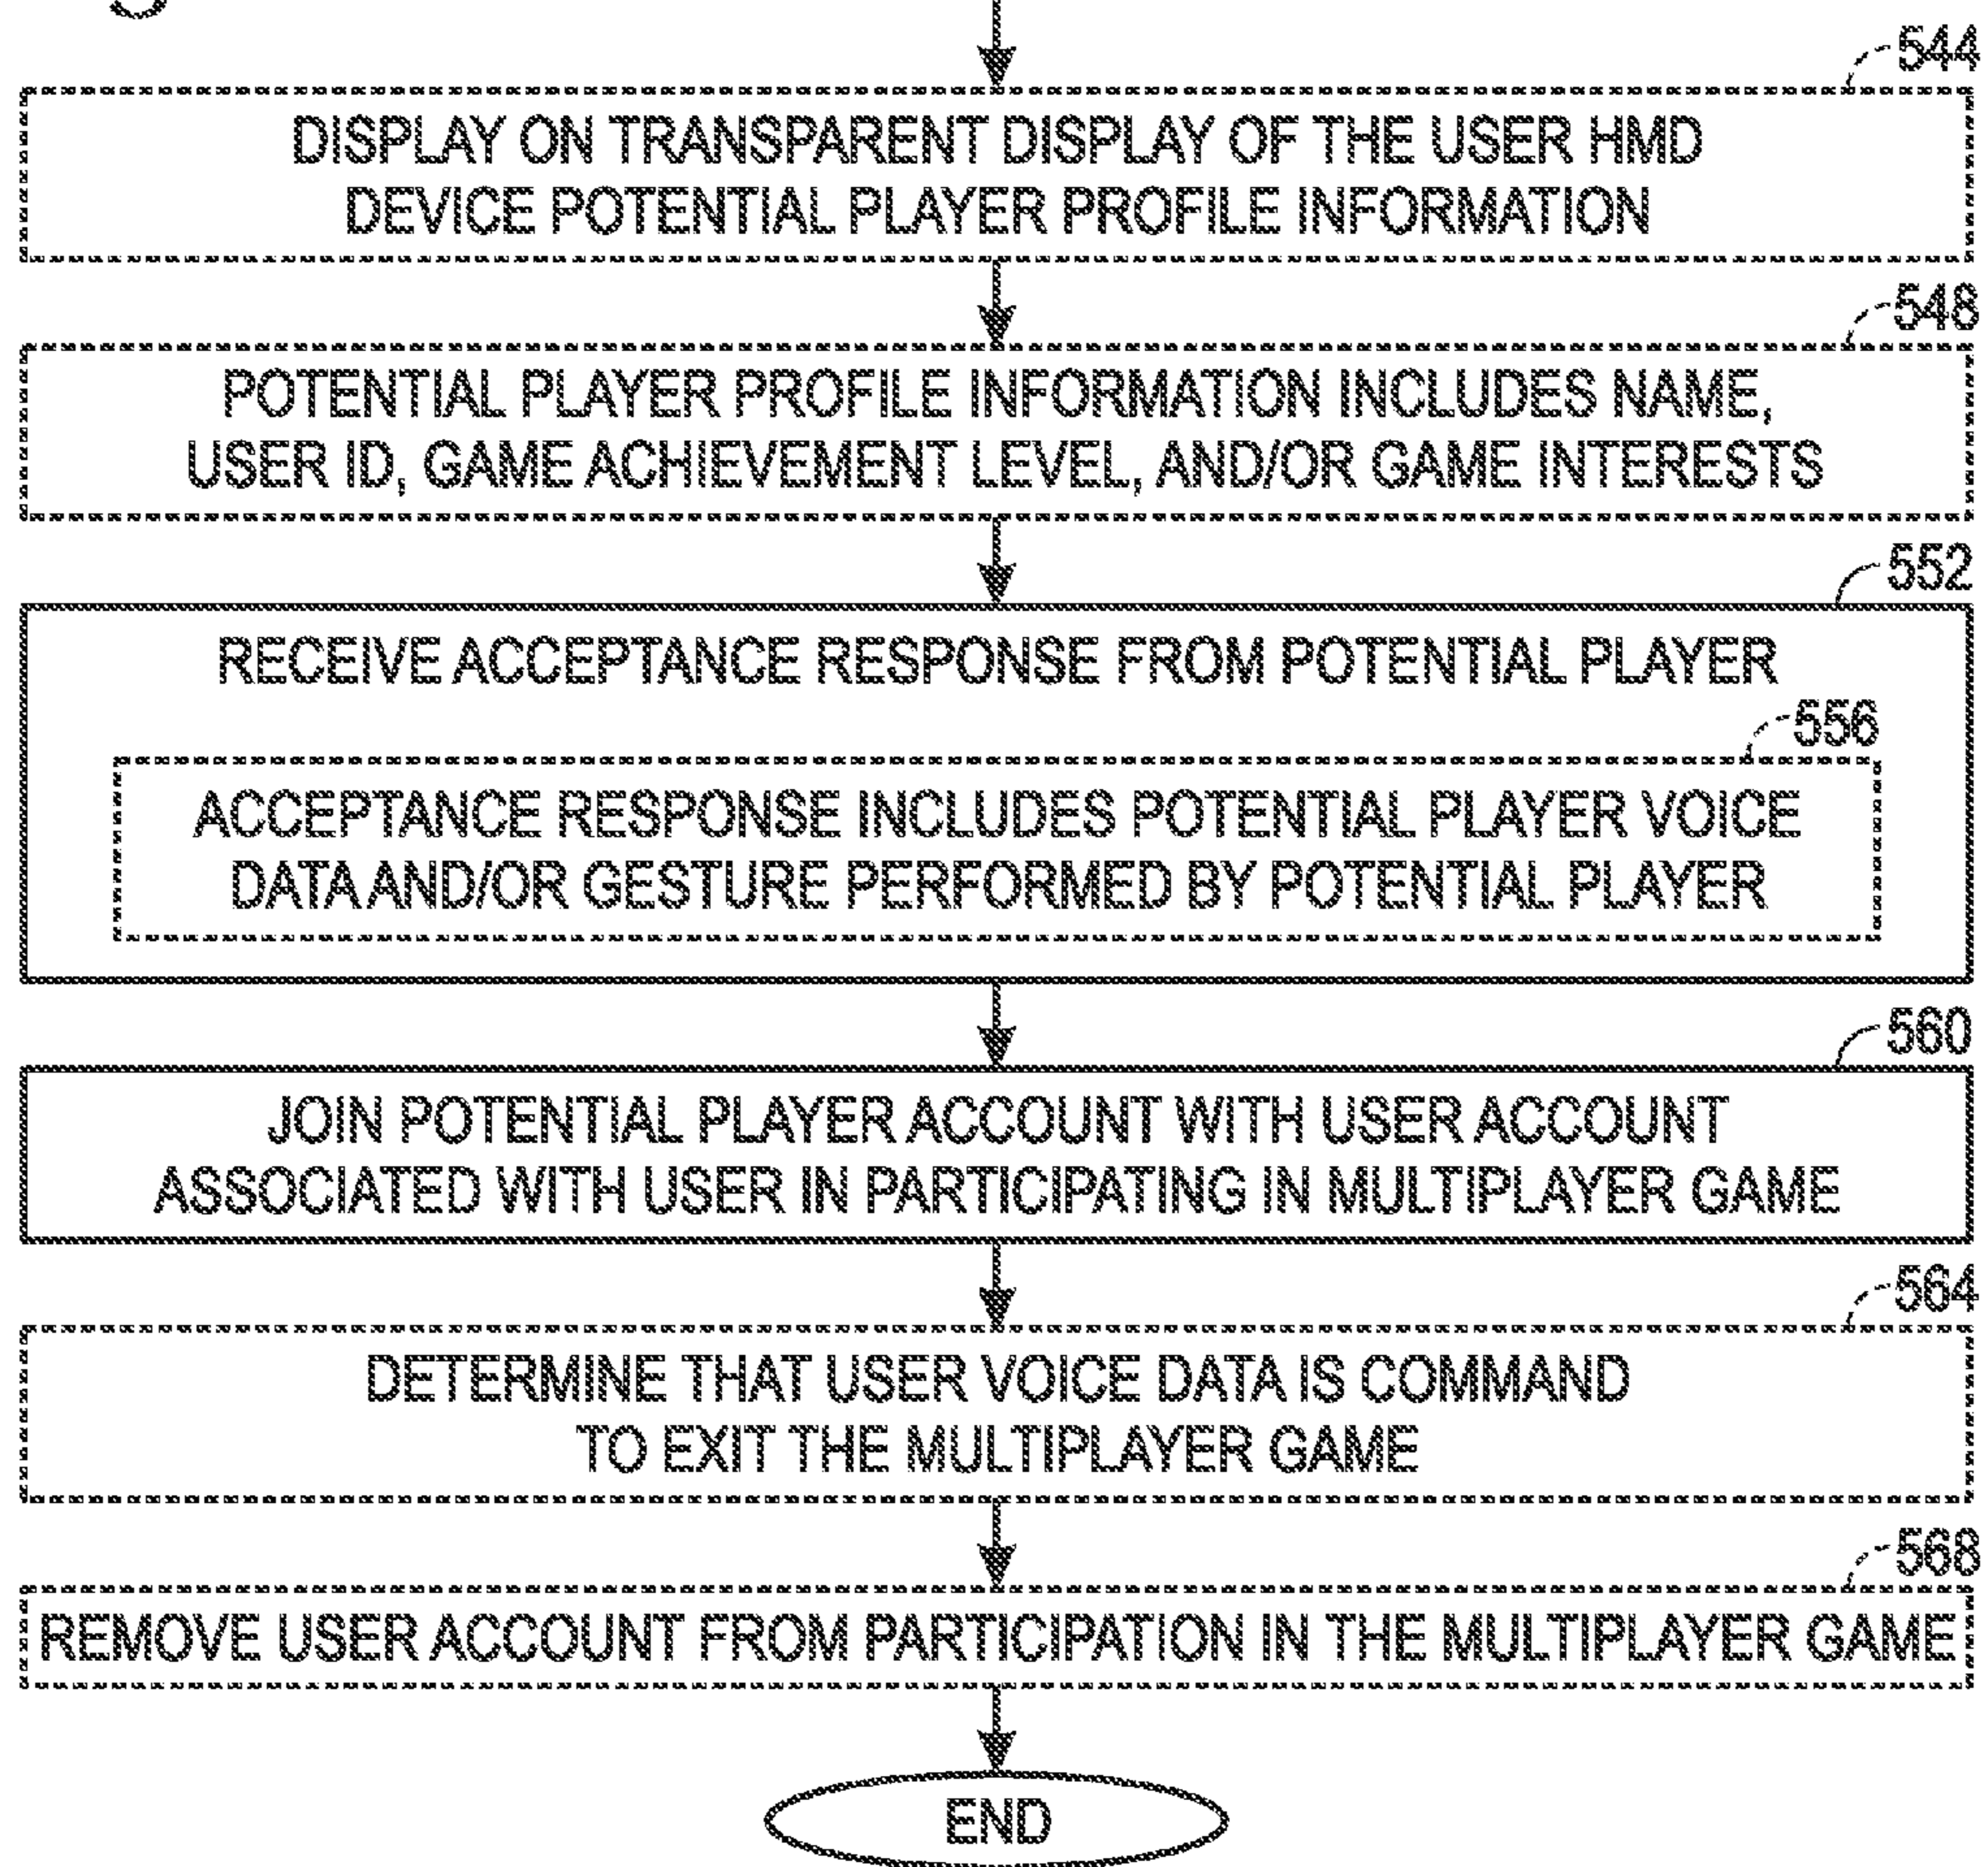 544
DISPLAY ON TRANSPARENT DISPLAY OF THE USER HMD
DEVICE POTENTIAL PLAYER PROFILE INFORMATION
548
POTENTIAL PLAYER PROFILE INFORMATION INCLUDES NAME,
USER ID, GAME ACHIEVEMENT LEVEL, AND/OR GAME INTERESTS
552
RECEIVE ACCEPTANCE RESPONSE FROM POTENTIAL PLAYER
556
ACCEPTANCE RESPONSE INCLUDES POTENTIAL PLAYER VOICE
DATA AND/OR GESTURE PERFORMED BY POTENTIAL PLAYER
560
JOIN POTENTIAL PLAYER ACCOUNT WITH USER ACCOUNT
ASSOCIATED WITH USER IN PARTICIPATING IN MULTIPLAYER GAME
564
DETERMINE THAT USER VOICE DATA IS COMMAND
TO EXIT THE MULTIPLAYER GAME
568
REMOVE USER ACCOUNT FROM PARTICIPATION IN THE MULTIPLAYER GAME
END